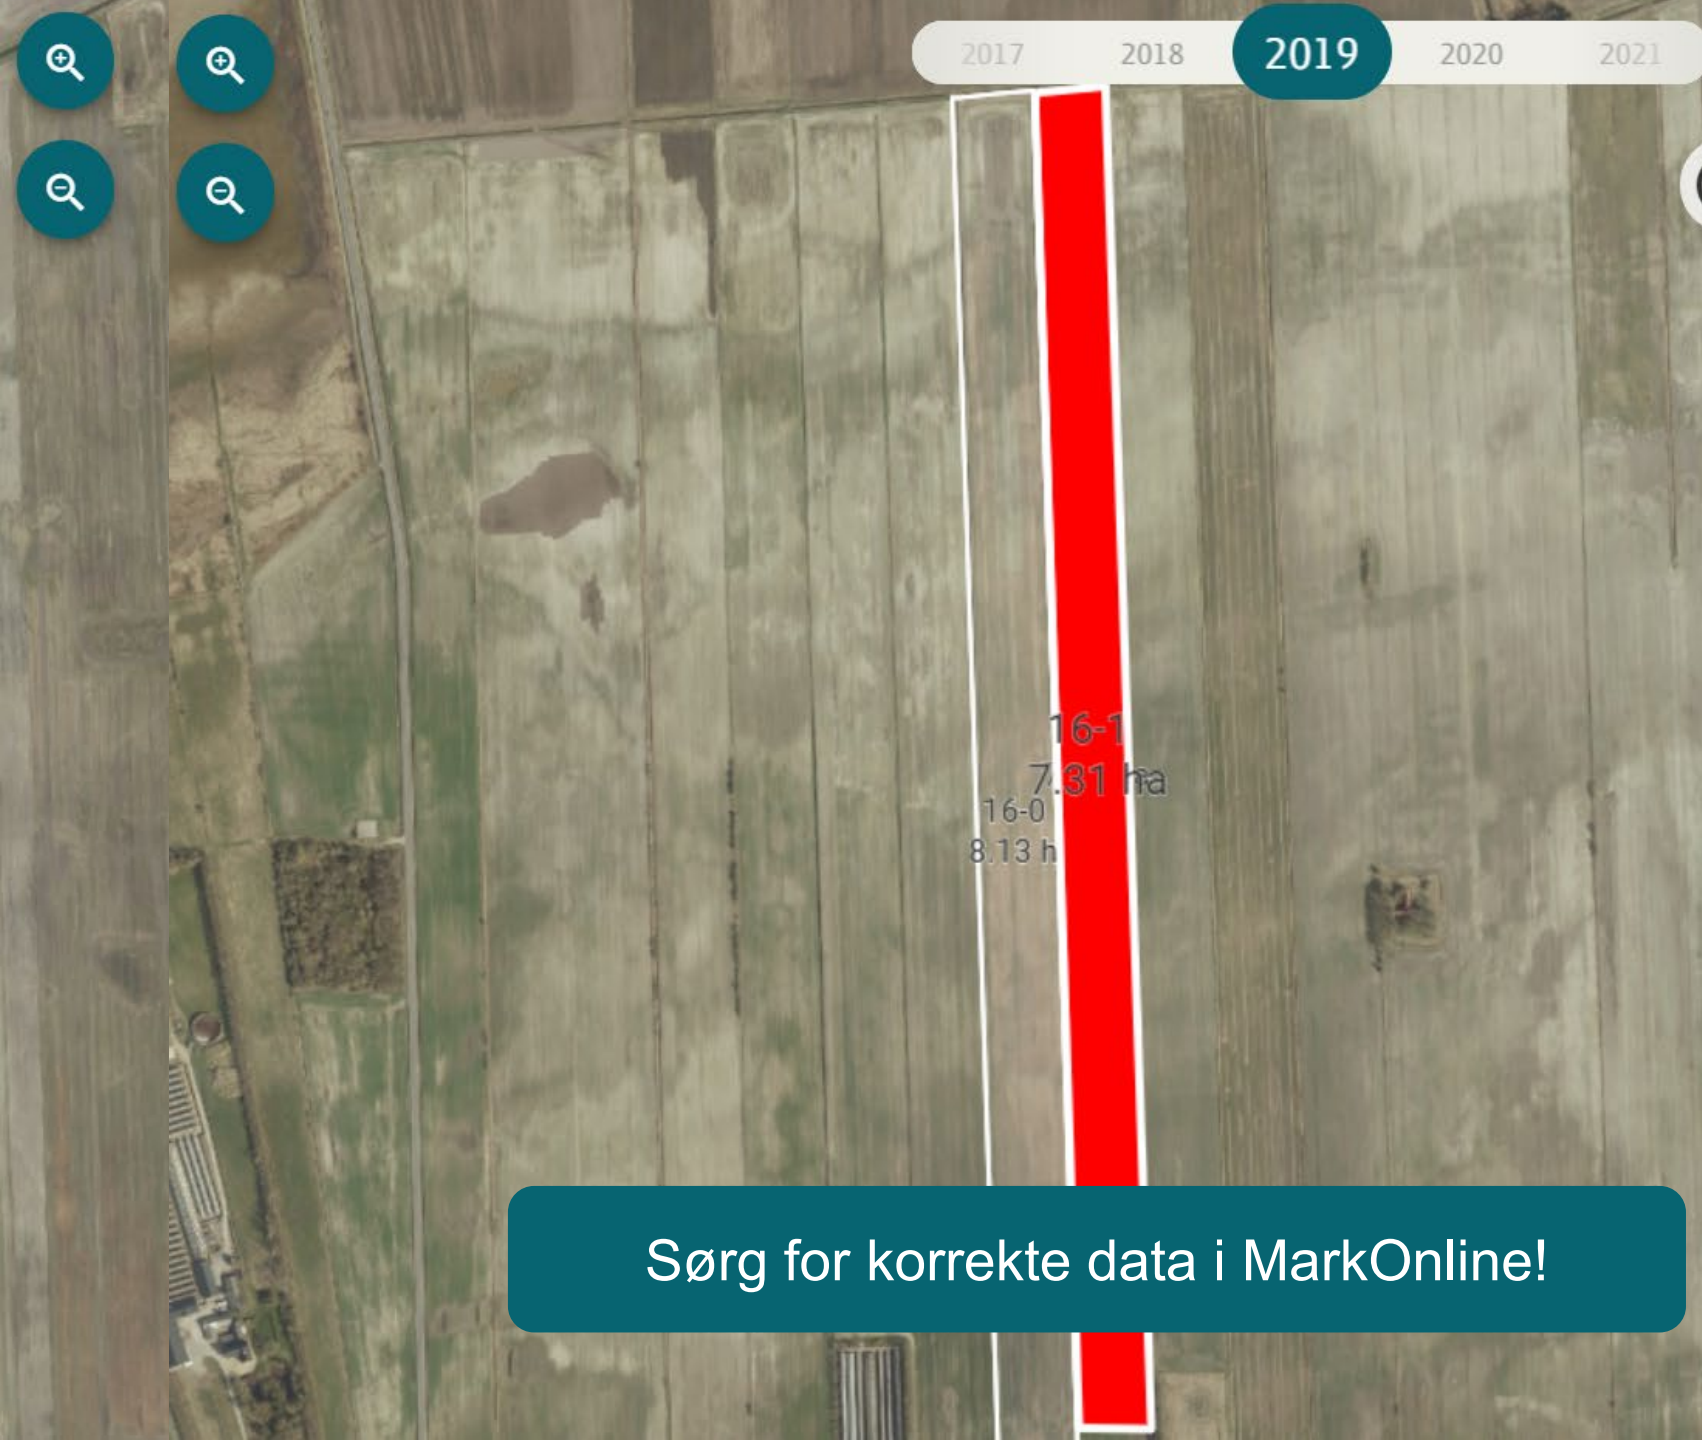 2017 2018 2019 2020 2021
16-1
7.31 ha
16-0
8.13 h
Sørg for korrekte data i MarkOnline!